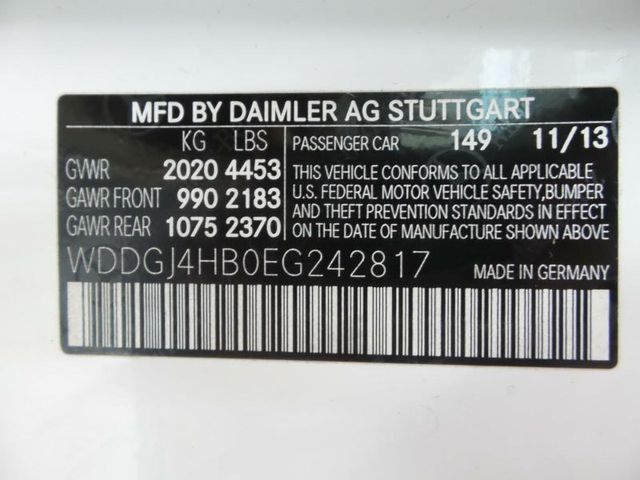 MFD BY DAIMLER AG STUTTGART
KG LBS
GVWR 2020 4453
GAWR FRONT 990 2183
GAWR REAR 1075 2370
PASSENGER CAR 149 11/13
THIS VEHICLE CONFORMS TO ALL APPLICABLE
U.S. FEDERAL MOTOR VEHICLE SAFETY, BUMPER
AND THEFT PREVENTION STANDARDS IN EFFECT
ON THE DATE OF MANUFACTURE SHOWN ABOVE
WDDGJ4HB0EG242817
MADE IN GERMANY